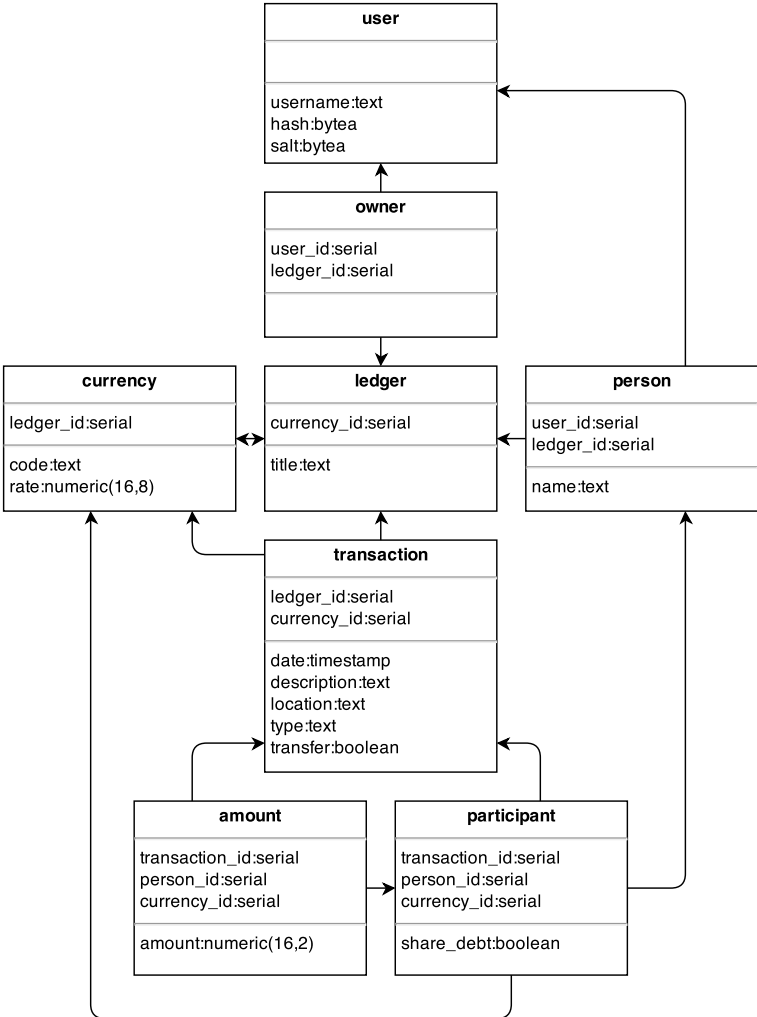 user
username:text
hash:bytea
salt:bytea
owner
user_id:serial
ledger_id:serial
currency
ledger_id:serial
code:text
rate:numeric(16,8)
ledger
currency_id:serial
title:text
person
user_id:serial
ledger_id:serial
name:text
transaction
ledger_id:serial
currency_id:serial
date:timestamp
description:text
location:text
type:text
transfer:boolean
amount
transaction_id:serial
person_id:serial
currency_id:serial
amount:numeric(16,2)
participant
transaction_id:serial
person_id:serial
currency_id:serial
share_debt:boolean